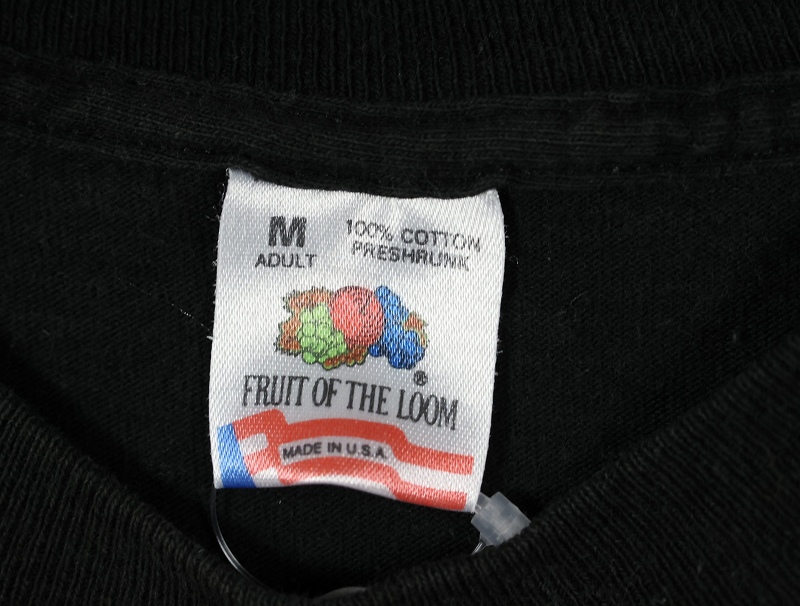 M
ADULT
100% COTTON
PRESHRUNK
®
FRUIT OF THE LOOM
MADE IN U.S.A.